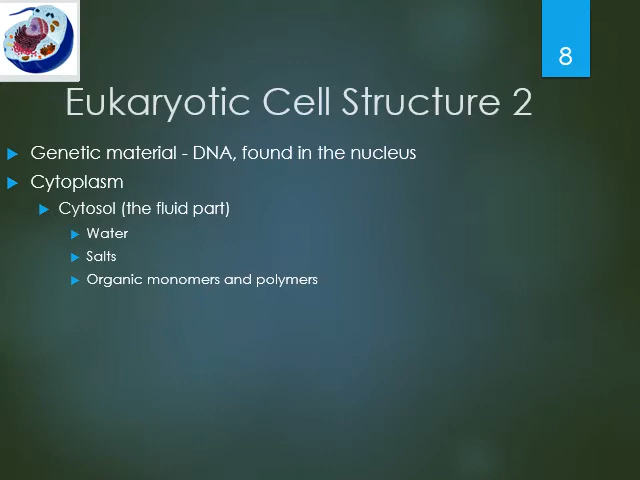 8
Eukaryotic Cell Structure 2
Genetic material - DNA, found in the nucleus
Cytoplasm
Cytosol (the fluid part)
Water
Salts
Organic monomers and polymers